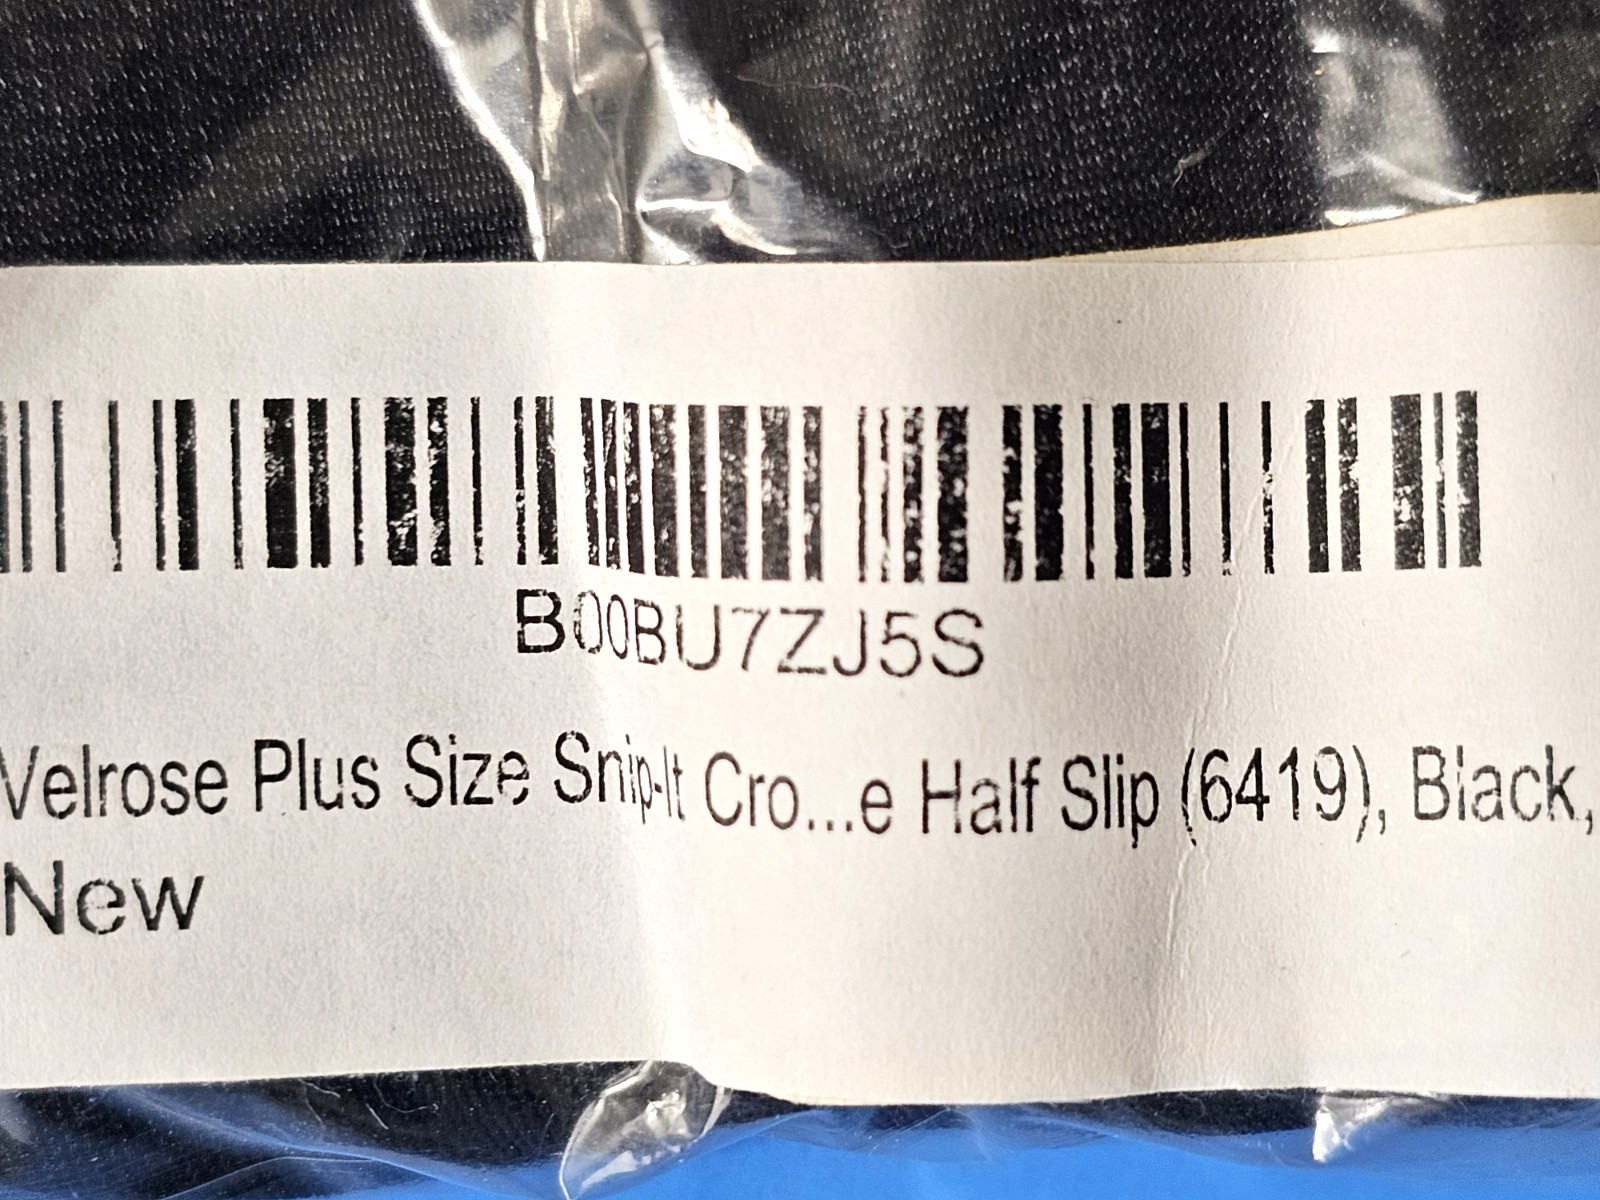 B00BU7ZJ5S
Velrose Plus Size Snip-It Cro...e Half Slip (6419), Black,
New